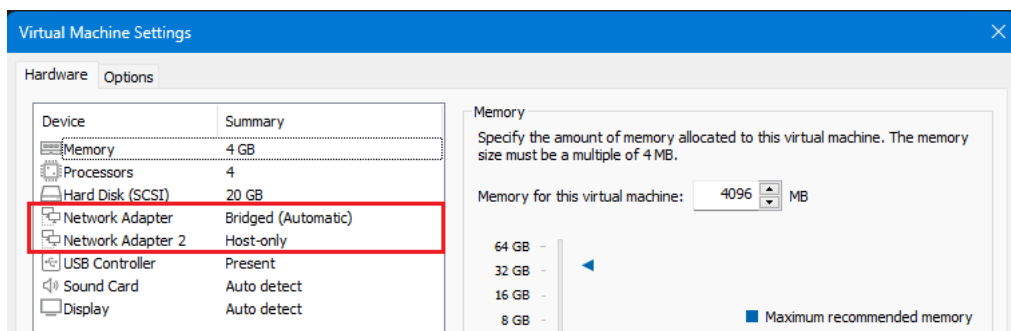 Virtual Machine Settings
Hardware Options
Device Summary
Memory 4 GB
Processors 4
Hard Disk (SCSI) 20 GB
Network Adapter Bridged (Automatic)
Network Adapter 2 Host-only
USB Controller Present
Sound Card Auto detect
Display Auto detect
Memory
Specify the amount of memory allocated to this virtual machine. The memory
size must be a multiple of 4 MB.
Memory for this virtual machine: 4096 MB
64 GB
32 GB
16 GB
8 GB
Maximum recommended memory